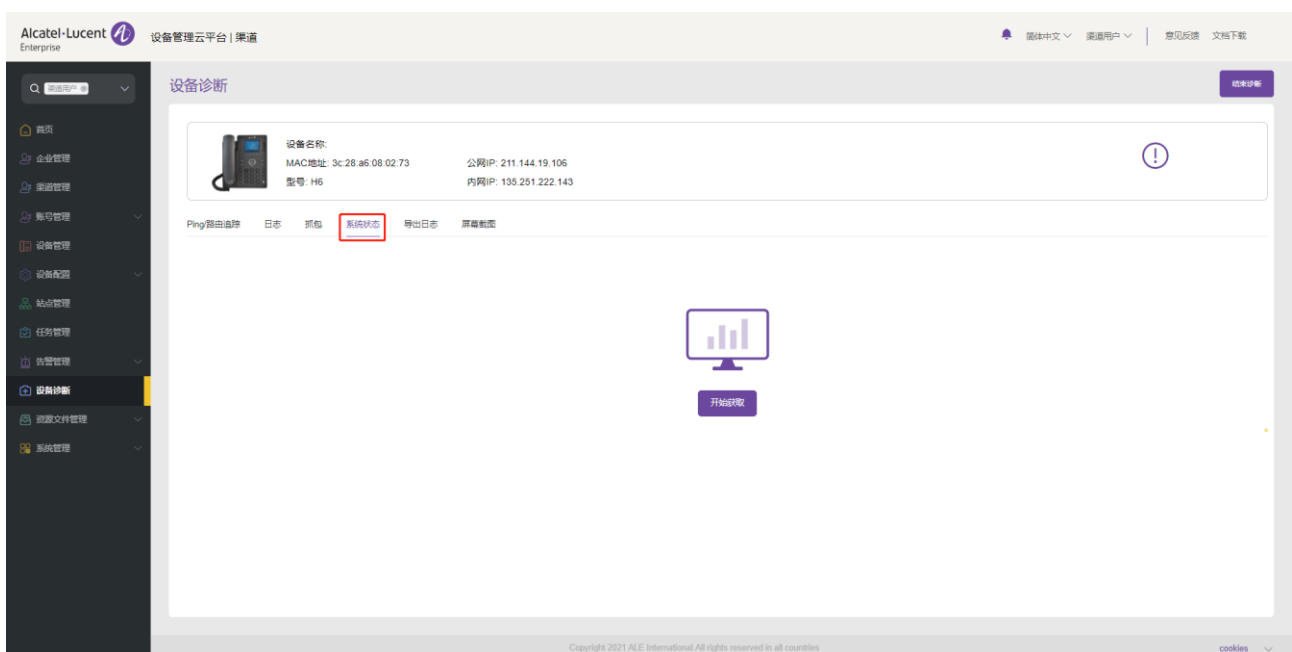 Alcatel·Lucent
Enterprise
设备管理云平台 | 渠道
简体中文
渠道用户
意见反馈
文档下载
渠道用户
设备诊断
结束诊断
首页
企业管理
渠道管理
账号管理
设备管理
设备配置
站点管理
任务管理
告警管理
设备诊断
资源文件管理
系统管理
设备名称:
MAC地址: 3c:28:a6:08:02:73
公网IP: 211.144.19.106
型号: H6
内网IP: 135.251.222.143
Ping/路由追踪 日志 抓包 系统状态 导出日志 屏幕截图
开始获取
Copyright 2021 ALE International.All rights reserved in all countries
cookies